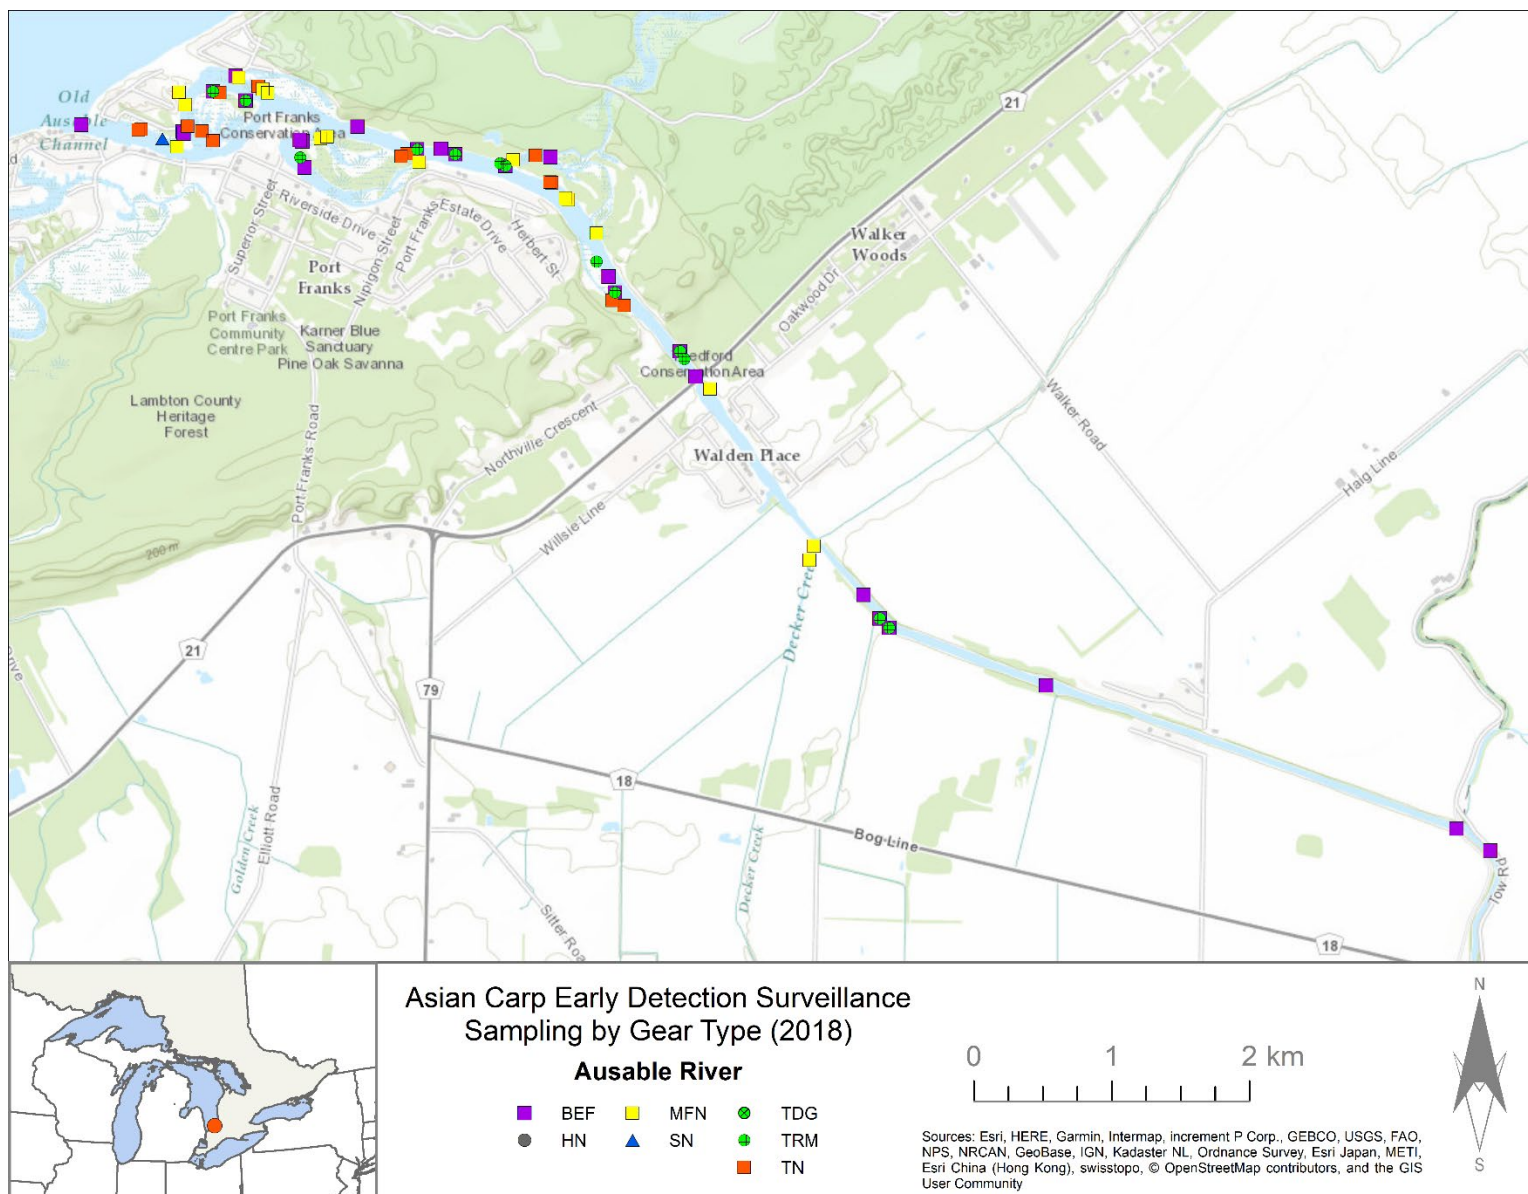 21
Old
Ausable
Channel
Port Franks
Conservation Area
Riverside Drive
Superior Street
Nipigon Street
Port Franks
Estate Drive
Herbert St
Walker
Woods
Oakwood Dr
Port
Franks
Port Franks
Community
Centre Park
Karner Blue
Sanctuary
Pine Oak Savanna
Conservation Area
Lambton County
Heritage
Forest
Port Franks Road
Northville Crescent
Walden Place
Walker Road
Haig Line
Willsie Line
200 m
Decker Creek
21
79
18
Bog Line
Golden Creek
Elliott Road
Decker Creek
Sitter Roa
Tow Rd
18
Asian Carp Early Detection Surveillance
Sampling by Gear Type (2018)
Ausable River
BEF MFN TDG
HN SN TRM
TN
0 1 2 km
N
S
Sources: Esri, HERE, Garmin, Intermap, increment P Corp., GEBCO, USGS, FAO,
NPS, NRCAN, GeoBase, IGN, Kadaster NL, Ordnance Survey, Esri Japan, METI,
Esri China (Hong Kong), swisstopo, © OpenStreetMap contributors, and the GIS
User Community